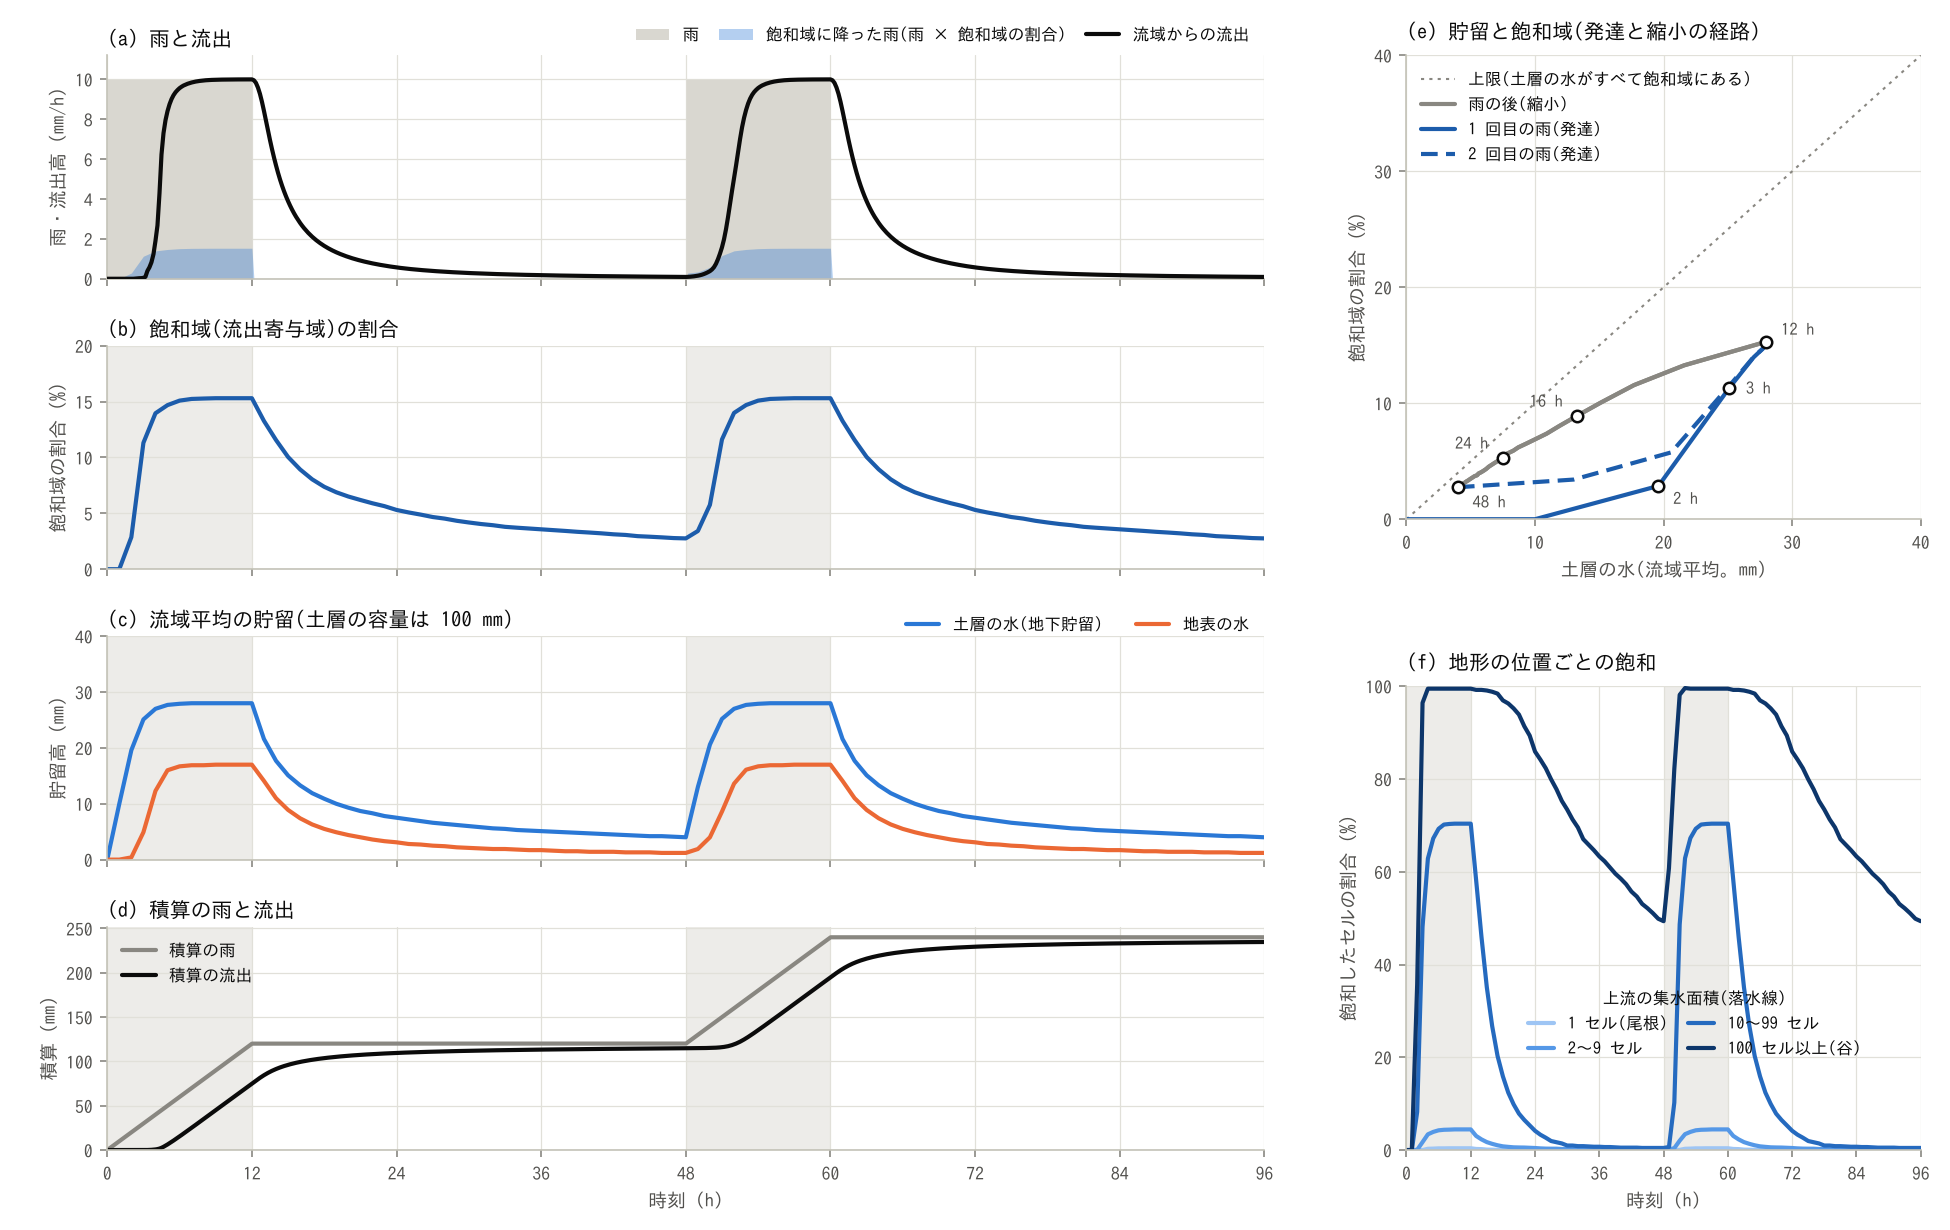 (a) 雨と流出
雨
飽和域に降った雨(雨 × 飽和域の割合)
流域からの流出
雨・流出高 (mm/h)
10
8
6
4
2
0
(b) 飽和域(流出寄与域)の割合
飽和域の割合 (%)
20
15
10
5
0
(c) 流域平均の貯留(土層の容量は 100 mm)
土層の水(地下貯留)
地表の水
貯留高 (mm)
40
30
20
10
0
(d) 積算の雨と流出
積算の雨
積算の流出
積算 (mm)
250
200
150
100
50
0
0 12 24 36 48 60 72 84 96
時刻 (h)
(e) 貯留と飽和域(発達と縮小の経路)
上限(土層の水がすべて飽和域にある)
雨の後(縮小)
1 回目の雨(発達)
2 回目の雨(発達)
飽和域の割合 (%)
40
30
20
10
0
12 h
3 h
16 h
24 h
48 h
2 h
0 10 20 30 40
土層の水(流域平均。mm)
(f) 地形の位置ごとの飽和
飽和したセルの割合 (%)
100
80
60
40
20
0
上流の集水面積(落水線)
1 セル(尾根)
10〜99 セル
2〜9 セル
100 セル以上(谷)
0 12 24 36 48 60 72 84 96
時刻 (h)